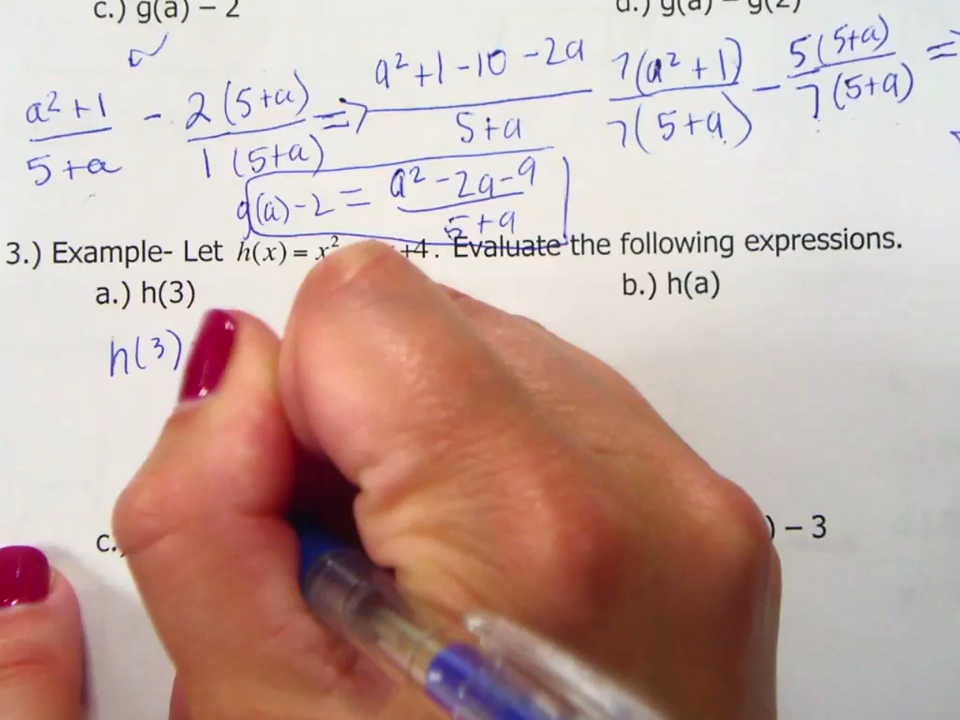 c.) g(a) − 2
d.) g(a) − g(2)
a² + 1 / 5 + a − 2(5+a) / 1(5+a) => a² + 1 − 10 − 2a / 5 + a
7(a² + 1) / 7(5 + a) − 5(5+a) / 7(5+a) =>
g(a) − 2 = a² − 2a − 9 / 5 + a
3.) Example- Let h(x) = x² +4. Evaluate the following expressions.
a.) h(3)
b.) h(a)
h(3)
c.
) − 3